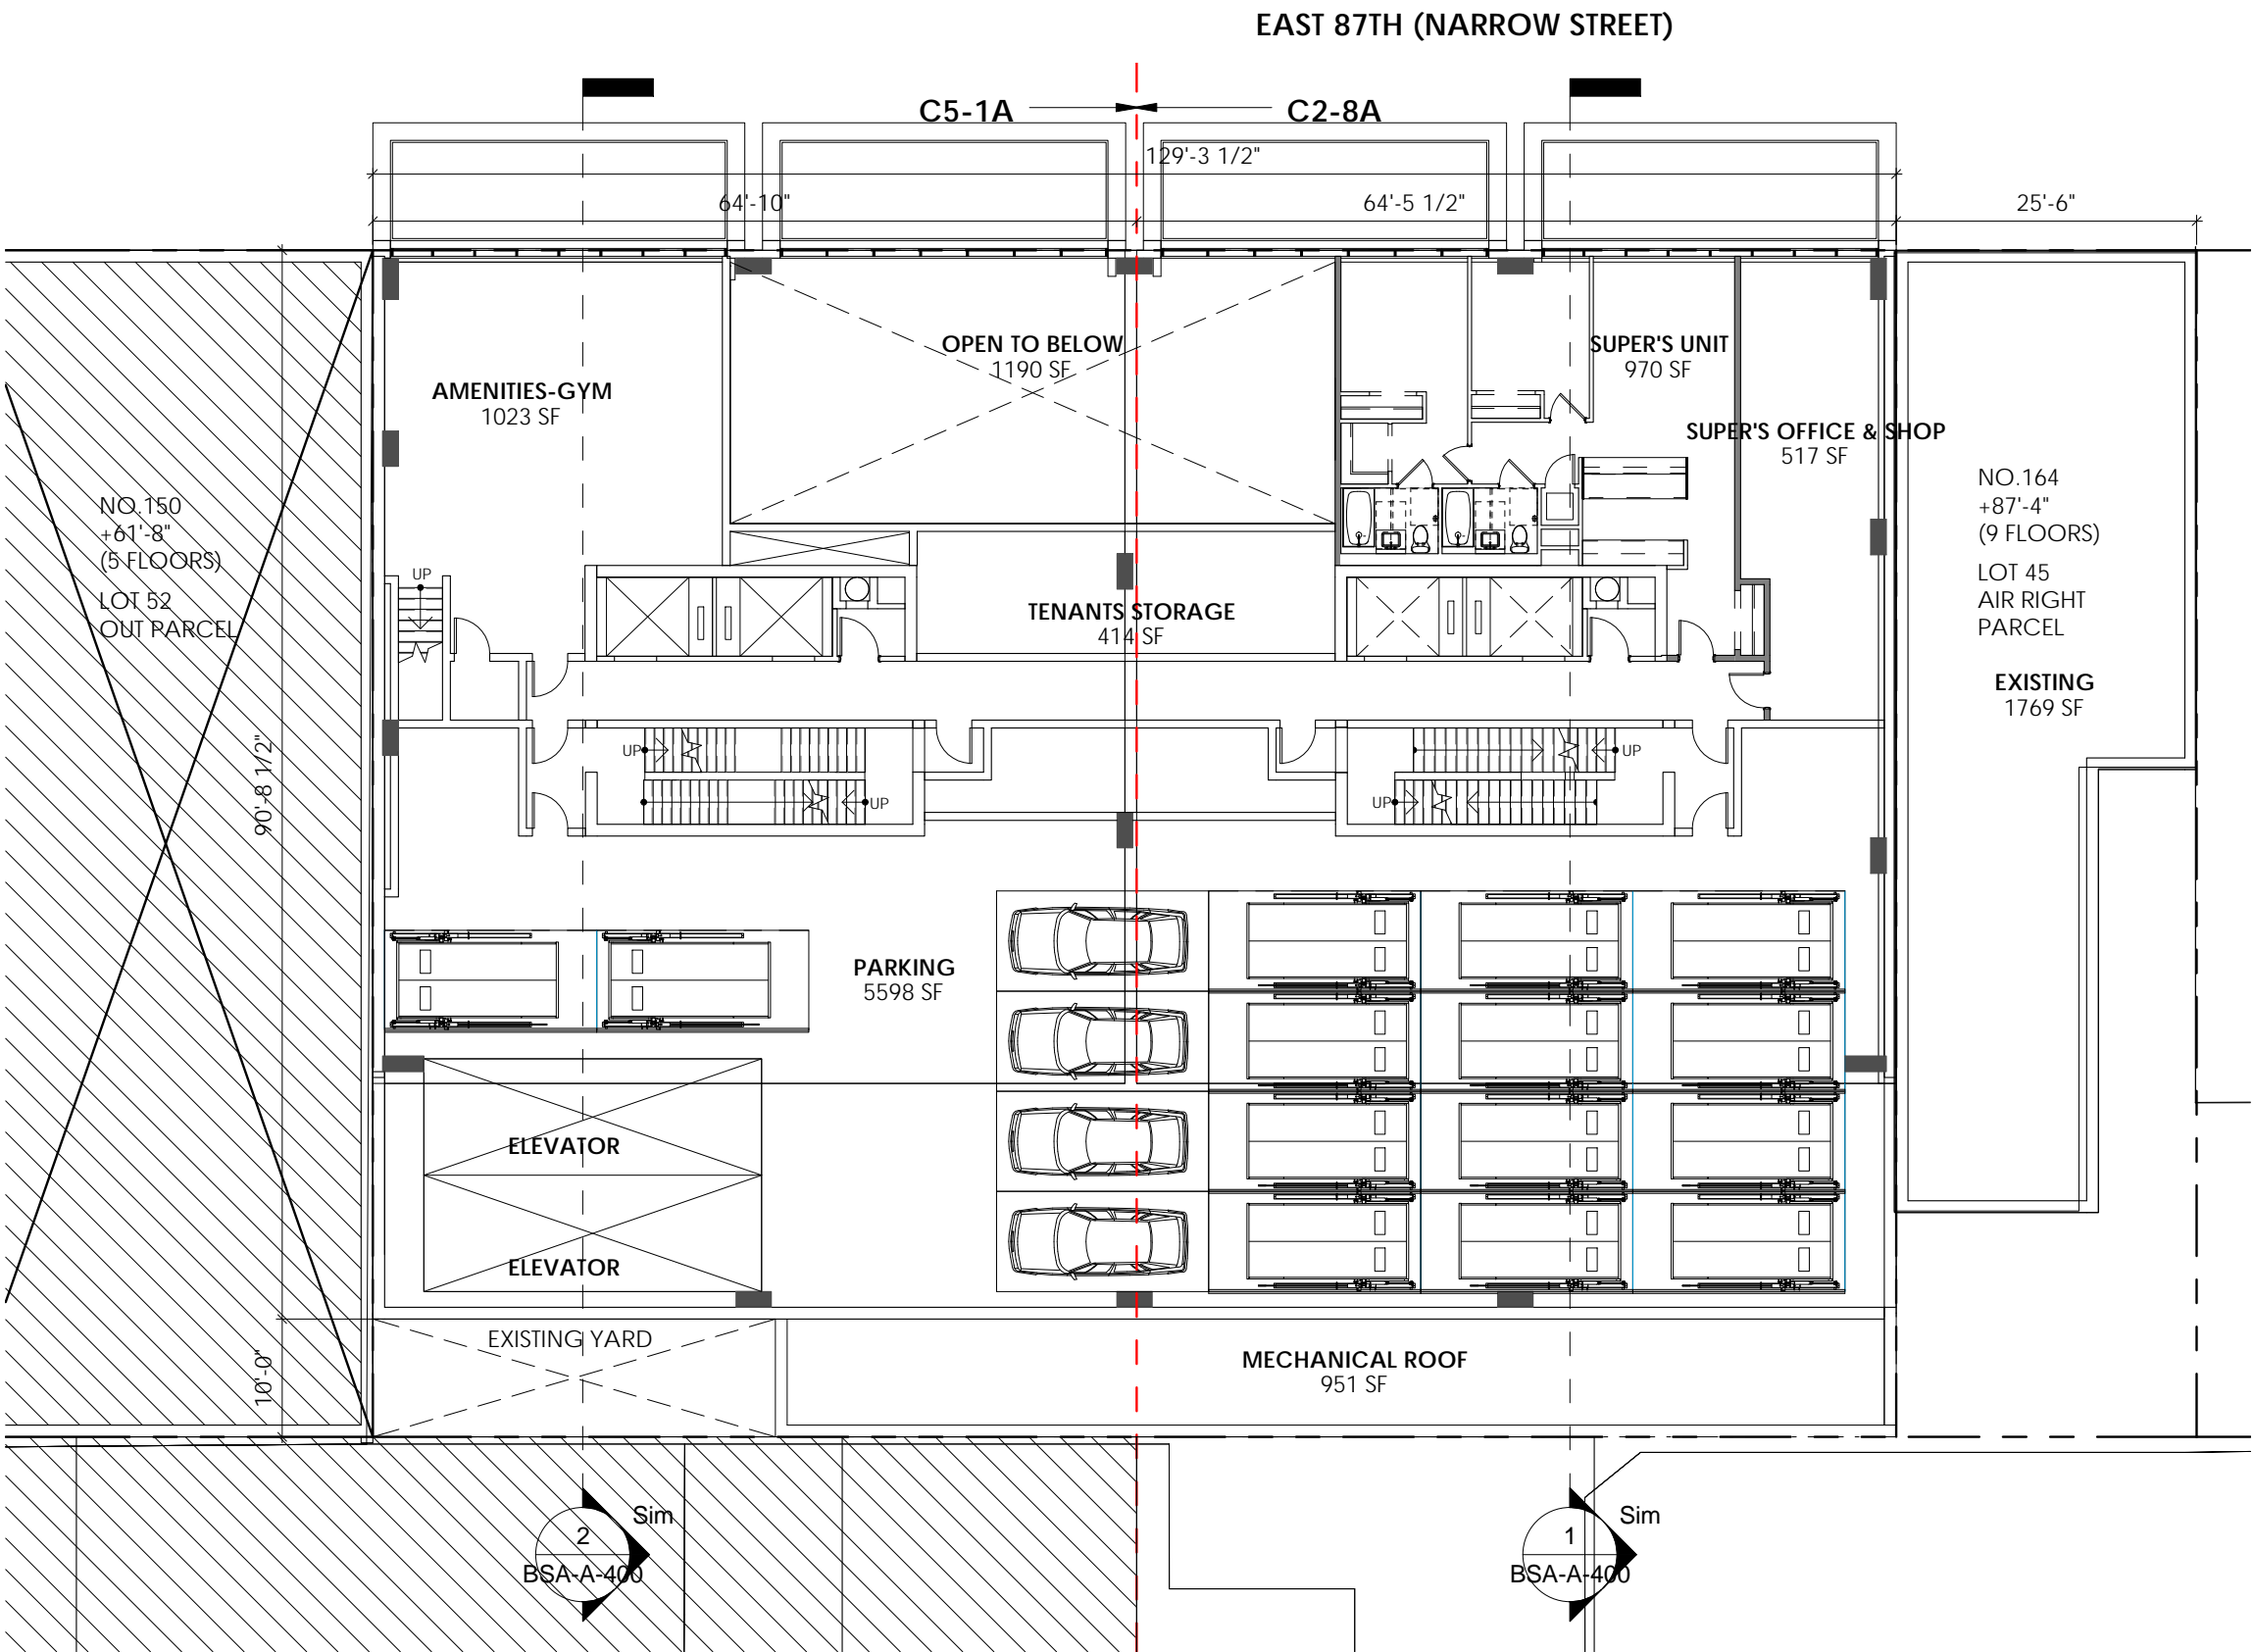 EAST 87TH (NARROW STREET)
C5-1A
C2-8A
129'-3 1/2"
64'-10"
64'-5 1/2"
25'-6"
OPEN TO BELOW
1190 SF
SUPER'S UNIT
970 SF
AMENITIES-GYM
1023 SF
SUPER'S OFFICE & SHOP
517 SF
NO.150
+61'-8"
(5 FLOORS)
LOT 52
OUT PARCEL
NO.164
+87'-4"
(9 FLOORS)
LOT 45
AIR RIGHT
PARCEL
EXISTING
1769 SF
UP
TENANTS STORAGE
414 SF
90'-8 1/2"
UP
UP
UP
UP
PARKING
5598 SF
ELEVATOR
ELEVATOR
EXISTING YARD
10'-0"
MECHANICAL ROOF
951 SF
2
Sim
BSA-A-400
1
Sim
BSA-A-400